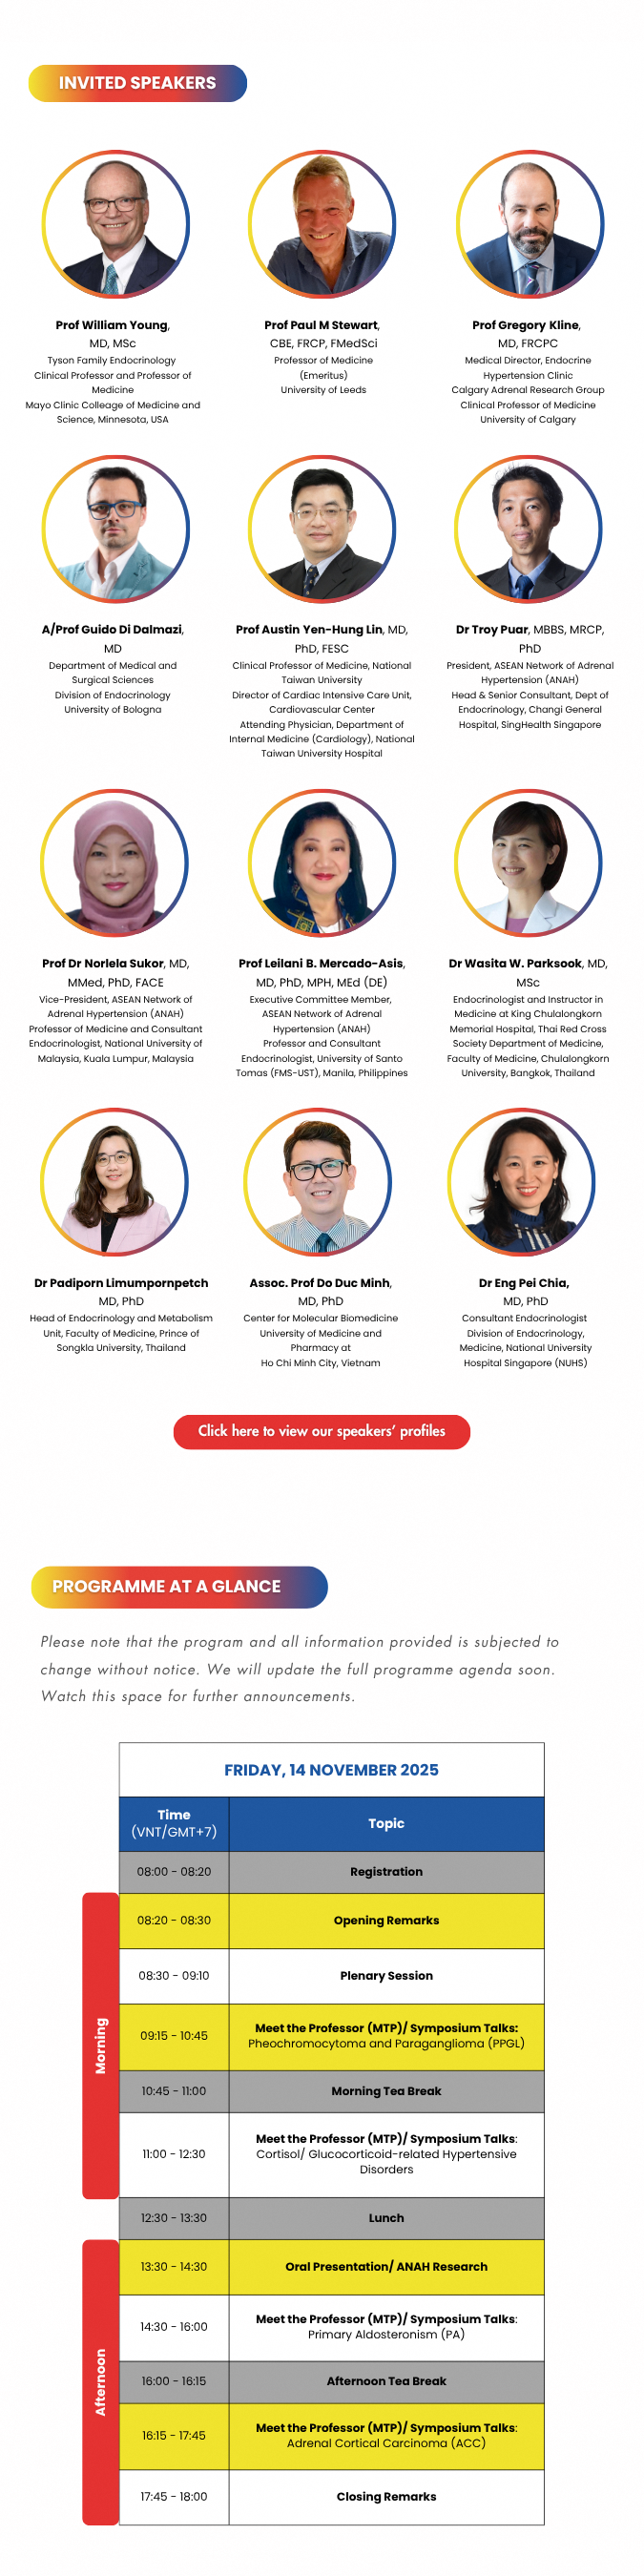 INVITED SPEAKERS
Prof William Young,
MD, MSc
Tyson Family Endocrinology
Clinical Professor and Professor of
Medicine
Mayo Clinic Colleage of Medicine and
Science, Minnesota, USA
Prof Paul M Stewart,
CBE, FRCP, FMedSci
Professor of Medicine
(Emeritus)
University of Leeds
Prof Gregory Kline,
MD, FRCPC
Medical Director, Endocrine
Hypertension Clinic
Calgary Adrenal Research Group
Clinical Professor of Medicine
University of Calgary
A/Prof Guido Di Dalmazi,
MD
Department of Medical and
Surgical Sciences
Division of Endocrinology
University of Bologna
Prof Austin Yen-Hung Lin, MD,
PhD, FESC
Clinical Professor of Medicine, National
Taiwan University
Director of Cardiac Intensive Care Unit,
Cardiovascular Center
Attending Physician, Department of
Internal Medicine (Cardiology), National
Taiwan University Hospital
Dr Troy Puar, MBBS, MRCP,
PhD
President, ASEAN Network of Adrenal
Hypertension (ANAH)
Head & Senior Consultant, Dept of
Endocrinology, Changi General
Hospital, SingHealth Singapore
Prof Dr Norlela Sukor, MD,
MMed, PhD, FACE
Vice-President, ASEAN Network of
Adrenal Hypertension (ANAH)
Professor of Medicine and Consultant
Endocrinologist, National University of
Malaysia, Kuala Lumpur, Malaysia
Prof Leilani B. Mercado-Asis,
MD, PhD, MPH, MEd (DE)
Executive Committee Member,
ASEAN Network of Adrenal
Hypertension (ANAH)
Professor and Consultant
Endocrinologist, University of Santo
Tomas (FMS-UST), Manila, Philippines
Dr Wasita W. Parksook, MD,
MSc
Endocrinologist and Instructor in
Medicine at King Chulalongkorn
Memorial Hospital, Thai Red Cross
Society Department of Medicine,
Faculty of Medicine, Chulalongkorn
University, Bangkok, Thailand
Dr Padiporn Limumpornpetch
MD, PhD
Head of Endocrinology and Metabolism
Unit, Faculty of Medicine, Prince of
Songkla University, Thailand
Assoc. Prof Do Duc Minh,
MD, PhD
Center for Molecular Biomedicine
University of Medicine and
Pharmacy at
Ho Chi Minh City, Vietnam
Dr Eng Pei Chia,
MD, PhD
Consultant Endocrinologist
Division of Endocrinology,
Medicine, National University
Hospital Singapore (NUHS)
Click here to view our speakers' profiles
PROGRAMME AT A GLANCE
Please note that the program and all information provided is subjected to
change without notice. We will update the full programme agenda soon.
Watch this space for further announcements.
FRIDAY, 14 NOVEMBER 2025
Time
(VNT/GMT+7)
Topic
08:00 - 08:20
Registration
Morning
08:20 - 08:30
Opening Remarks
08:30 - 09:10
Plenary Session
09:15 - 10:45
Meet the Professor (MTP)/ Symposium Talks:
Pheochromocytoma and Paraganglioma (PPGL)
10:45 - 11:00
Morning Tea Break
11:00 - 12:30
Meet the Professor (MTP)/ Symposium Talks:
Cortisol/ Glucocorticoid-related Hypertensive
Disorders
12:30 - 13:30
Lunch
Afternoon
13:30 - 14:30
Oral Presentation/ ANAH Research
14:30 - 16:00
Meet the Professor (MTP)/ Symposium Talks:
Primary Aldosteronism (PA)
16:00 - 16:15
Afternoon Tea Break
16:15 - 17:45
Meet the Professor (MTP)/ Symposium Talks:
Adrenal Cortical Carcinoma (ACC)
17:45 - 18:00
Closing Remarks